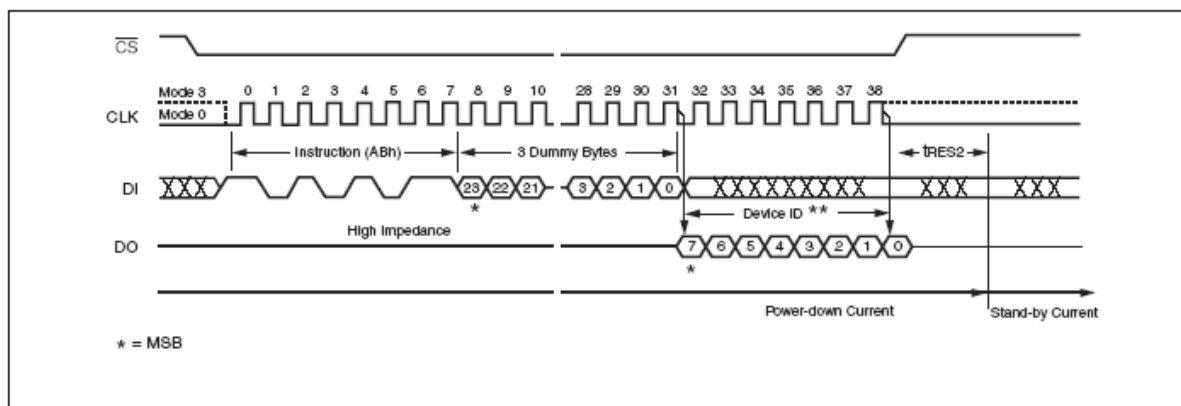 CS
Mode 3 0 1 2 3 4 5 6 7 8 9 10 28 29 30 31 32 33 34 35 36 37 38
CLK Mode 0
Instruction (ABh) 3 Dummy Bytes tRES2
DI 23 22 21 3 2 1 0
* Device ID **
High Impedance
DO 7 6 5 4 3 2 1 0
*
Power-down Current Stand-by Current
* = MSB